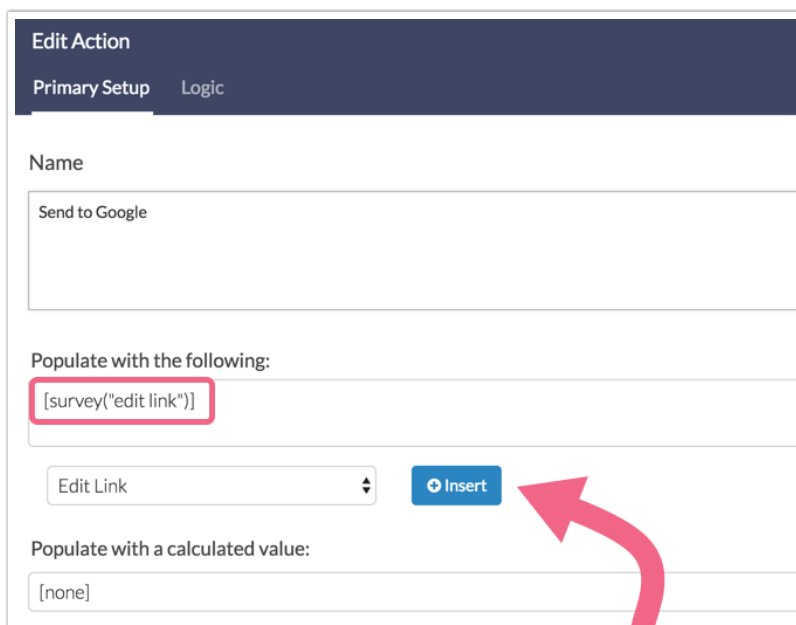 Edit Action
Primary Setup Logic
Name
Send to Google
Populate with the following:
[survey("edit link")]
Edit Link Insert
Populate with a calculated value:
[none]